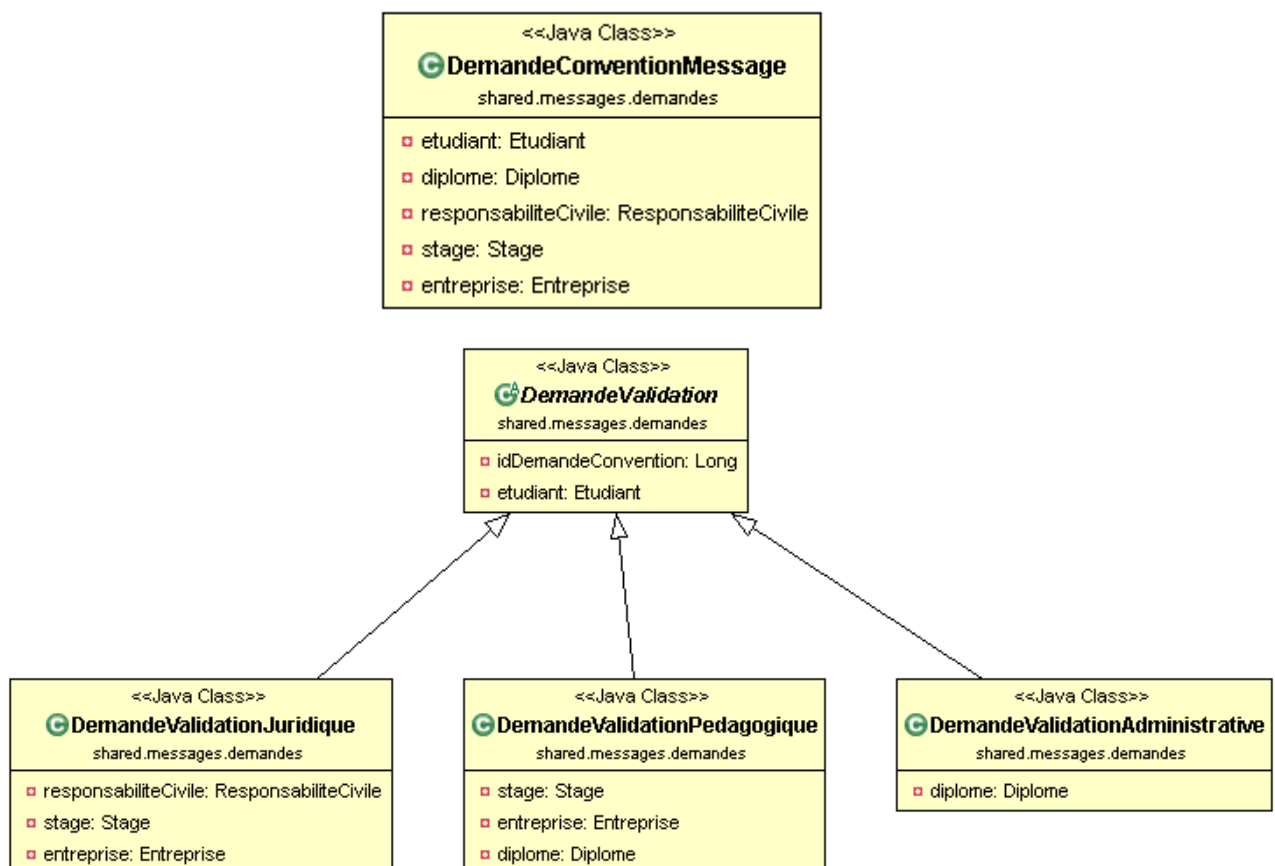 <<Java Class>>
DemandeConventionMessage
shared.messages.demandes
etudiant: Etudiant
diplome: Diplome
responsabiliteCivile: ResponsabiliteCivile
stage: Stage
entreprise: Entreprise
<<Java Class>>
DemandeValidation
shared.messages.demandes
idDemandeConvention: Long
etudiant: Etudiant
<<Java Class>>
DemandeValidationJuridique
shared.messages.demandes
responsabiliteCivile: ResponsabiliteCivile
stage: Stage
entreprise: Entreprise
<<Java Class>>
DemandeValidationPedagogique
shared.messages.demandes
stage: Stage
entreprise: Entreprise
diplome: Diplome
<<Java Class>>
DemandeValidationAdministrative
shared.messages.demandes
diplome: Diplome